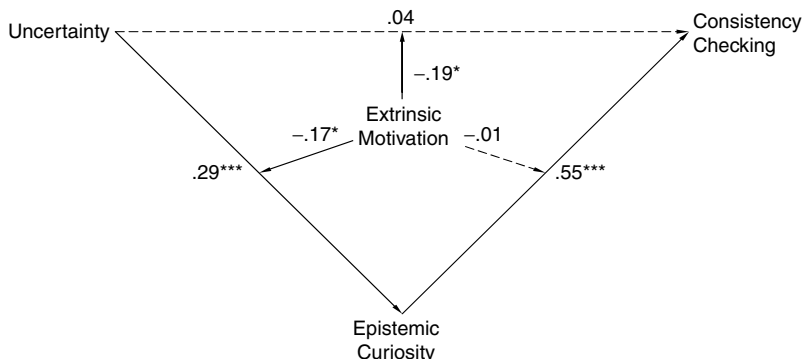 .04
Uncertainty
Consistency
Checking
−.19*
Extrinsic
Motivation
−.17*
−.01
.29***
.55***
Epistemic
Curiosity